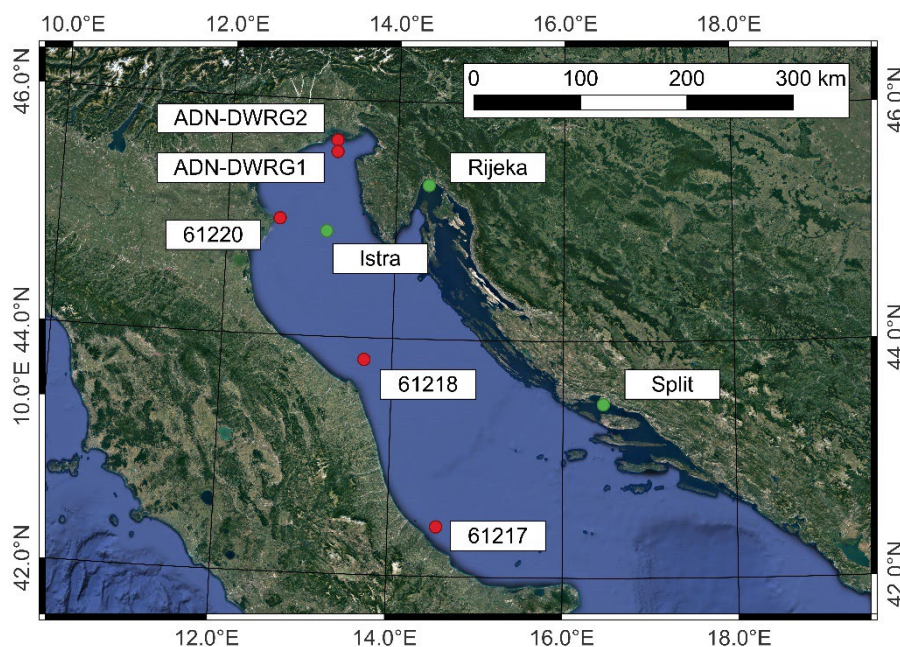 10.0°E 12.0°E 14.0°E 16.0°E 18.0°E
46.0°N
46.0°N
0 100 200 300 km
ADN-DWRG2
ADN-DWRG1
Rijeka
61220
Istra
44.0°N
44.0°N
10.0°E
61218
Split
61217
42.0°N
42.0°N
12.0°E 14.0°E 16.0°E 18.0°E